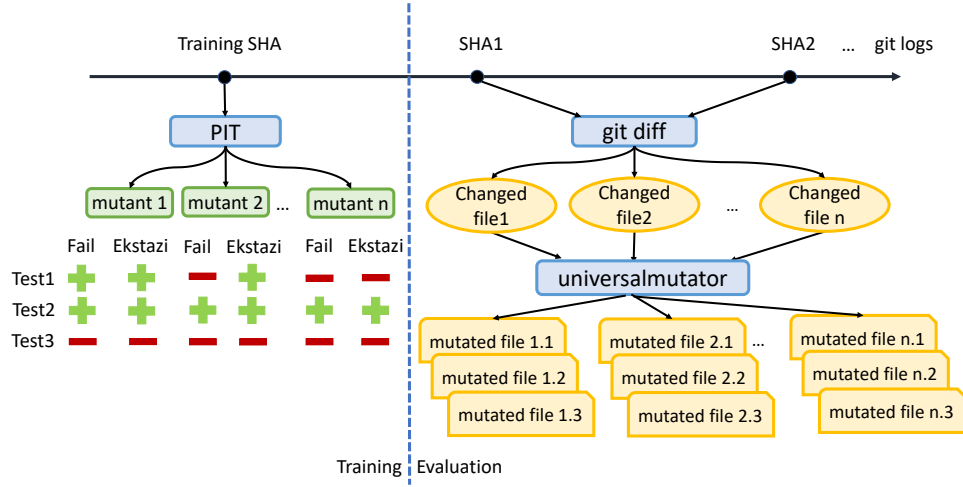 Training SHA
SHA1
SHA2 ... git logs
PIT
git diff
mutant 1 mutant 2 ... mutant n
Changed file1
Changed file2
...
Changed file n
Fail Ekstazi Fail Ekstazi Fail Ekstazi
Test1
Test2
Test3
universalmutator
mutated file 1.1
mutated file 1.2
mutated file 1.3
mutated file 2.1
mutated file 2.2
mutated file 2.3
...
mutated file n.1
mutated file n.2
mutated file n.3
Training Evaluation